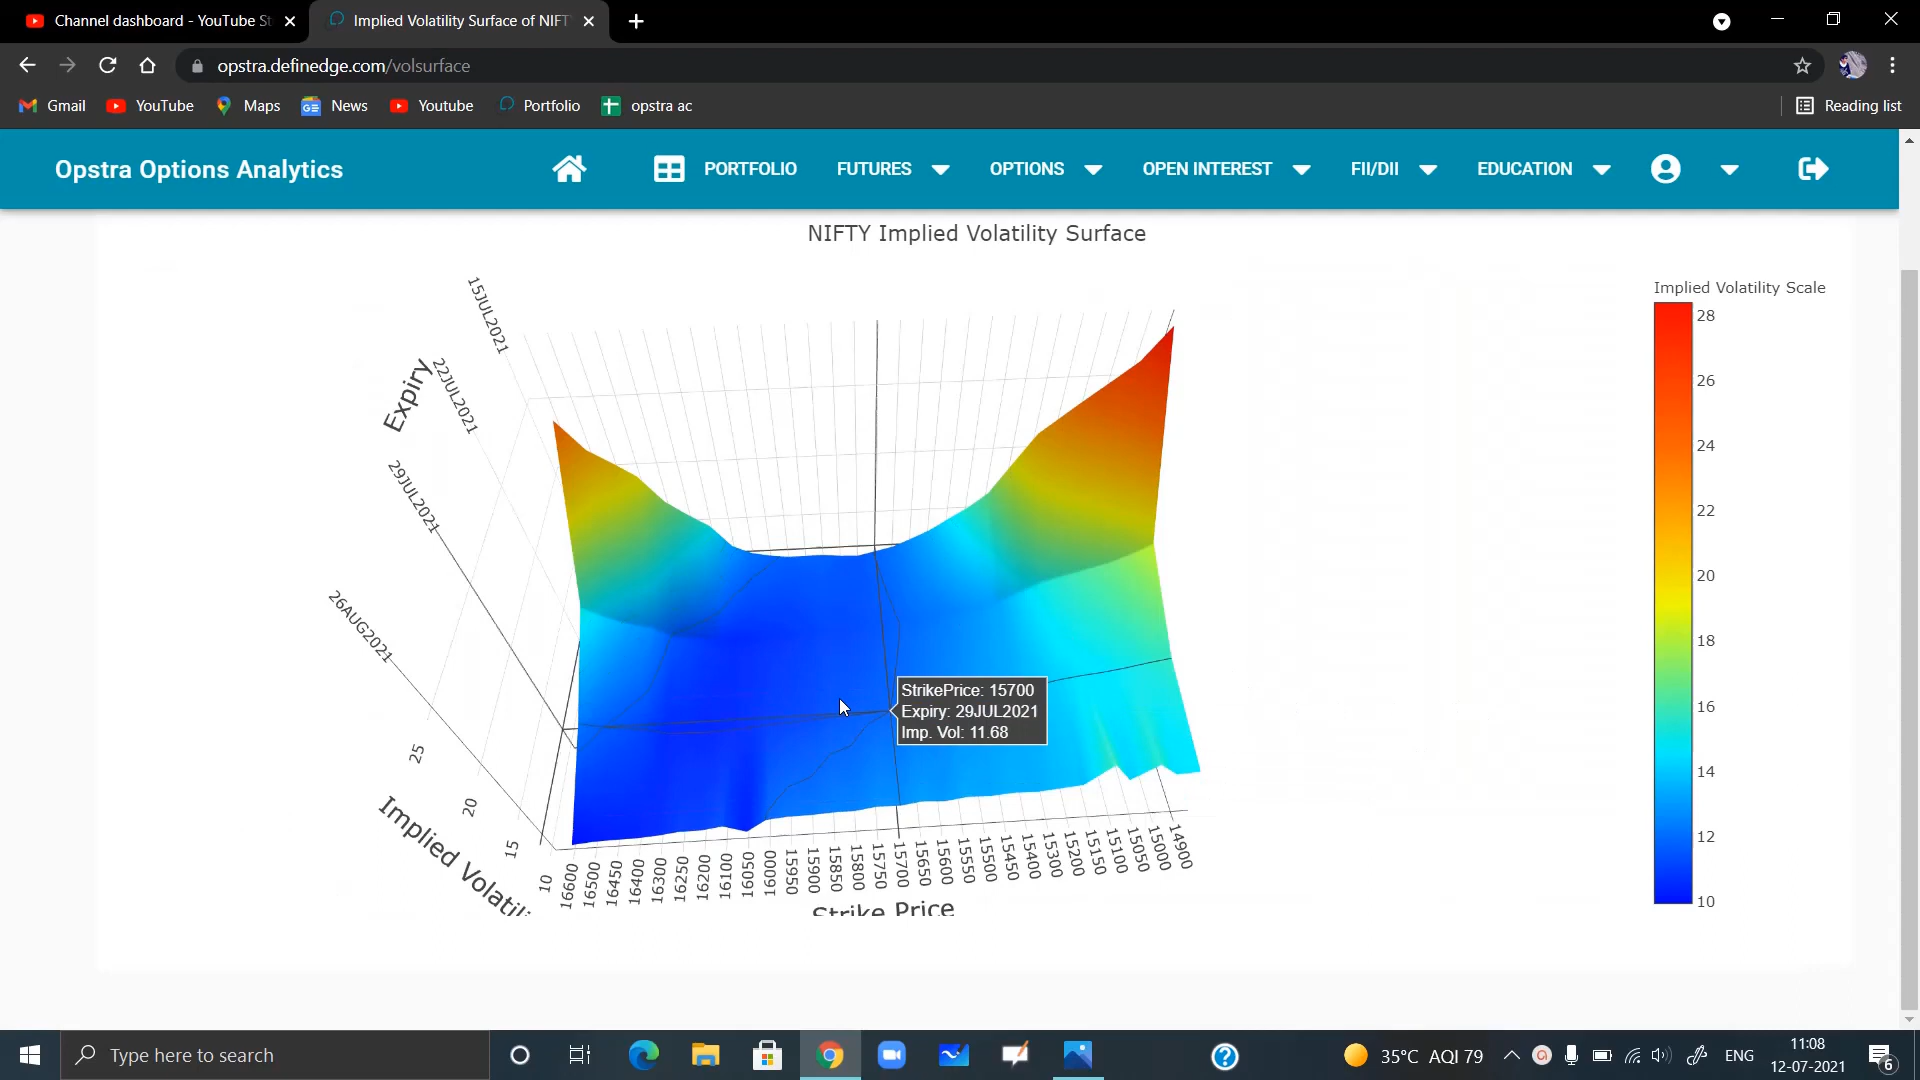 Channel dashboard - YouTube St
Implied Volatility Surface of NIFT
opstra.definedge.com/volsurface
Gmail
YouTube
Maps
News
Youtube
Portfolio
opstra ac
Reading list
Opstra Options Analytics
PORTFOLIO
FUTURES
OPTIONS
OPEN INTEREST
FII/DII
EDUCATION
NIFTY Implied Volatility Surface
Implied Volatility Scale
28
26
24
22
20
18
16
14
12
10
Expiry
15JUL2021
22JUL2021
29JUL2021
26AUG2021
StrikePrice: 15700
Expiry: 29JUL2021
Imp. Vol: 11.68
25
20
15
10
Implied Volatili
16600
16500
16450
16400
16300
16250
16200
16100
16050
16000
15950
15900
15850
15800
15750
15700
15650
15600
15550
15500
15450
15400
15300
15200
15150
15100
15050
15000
14900
Strike Price
Type here to search
35°C AQI 79
ENG
11:08
12-07-2021
6